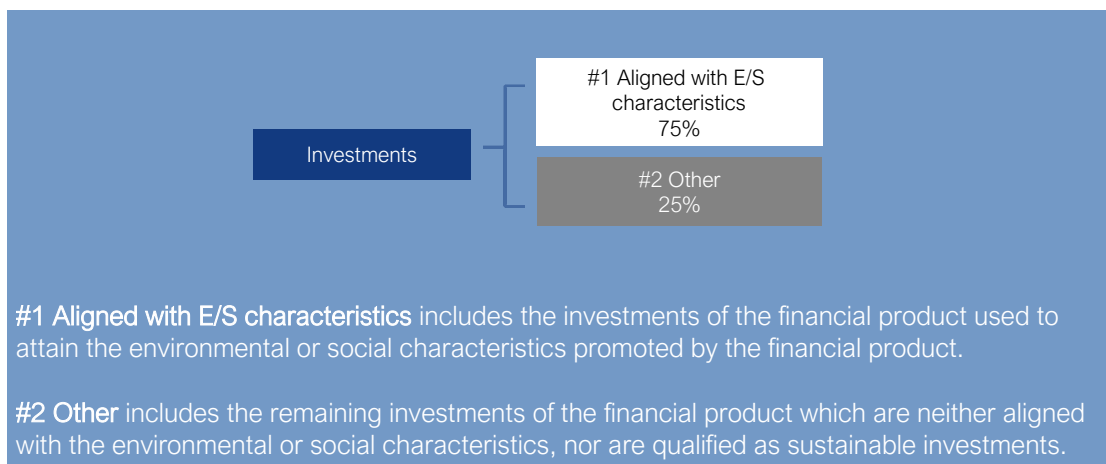 #1 Aligned with E/S
characteristics
75%
Investments
#2 Other
25%
#1 Aligned with E/S characteristics includes the investments of the financial product used to
attain the environmental or social characteristics promoted by the financial product.
#2 Other includes the remaining investments of the financial product which are neither aligned
with the environmental or social characteristics, nor are qualified as sustainable investments.